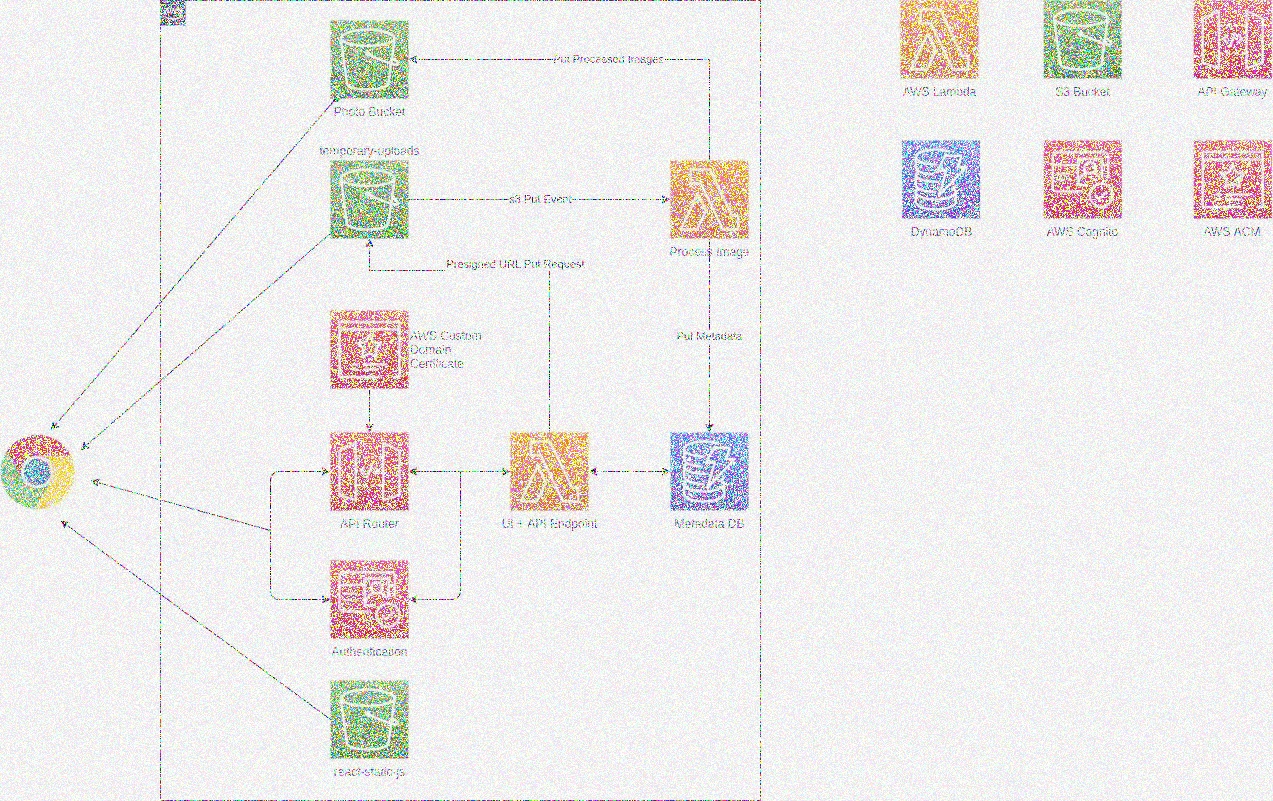 Put Processed Images
Photo Bucket
temporary-uploads
s3 Put Event
Process Image
Presigned URL Put Request
AWS Custom
Domain
Certificate
Put Metadata
API Router
UI + API Endpoint
Metadata DB
Authentication
react-static-js
AWS Lambda
S3 Bucket
API Gateway
DynamoDB
AWS Cognito
AWS ACM